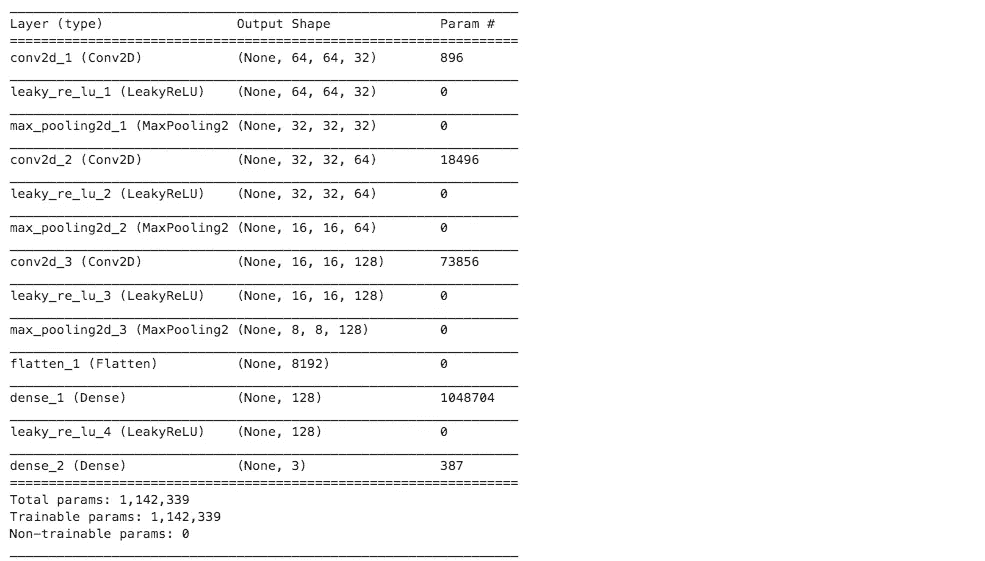 Layer (type) Output Shape Param #
conv2d_1 (Conv2D) (None, 64, 64, 32) 896
leaky_re_lu_1 (LeakyReLU) (None, 64, 64, 32) 0
max_pooling2d_1 (MaxPooling2 (None, 32, 32, 32) 0
conv2d_2 (Conv2D) (None, 32, 32, 64) 18496
leaky_re_lu_2 (LeakyReLU) (None, 32, 32, 64) 0
max_pooling2d_2 (MaxPooling2 (None, 16, 16, 64) 0
conv2d_3 (Conv2D) (None, 16, 16, 128) 73856
leaky_re_lu_3 (LeakyReLU) (None, 16, 16, 128) 0
max_pooling2d_3 (MaxPooling2 (None, 8, 8, 128) 0
flatten_1 (Flatten) (None, 8192) 0
dense_1 (Dense) (None, 128) 1048704
leaky_re_lu_4 (LeakyReLU) (None, 128) 0
dense_2 (Dense) (None, 3) 387
Total params: 1,142,339
Trainable params: 1,142,339
Non-trainable params: 0